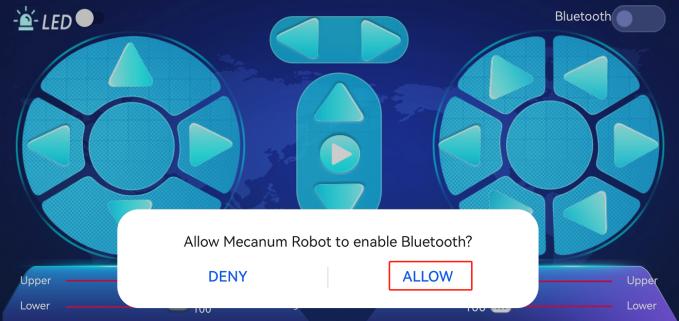 LED
Bluetooth
Allow Mecanum Robot to enable Bluetooth?
DENY
ALLOW
Upper
Upper
Lower
100
100
Lower